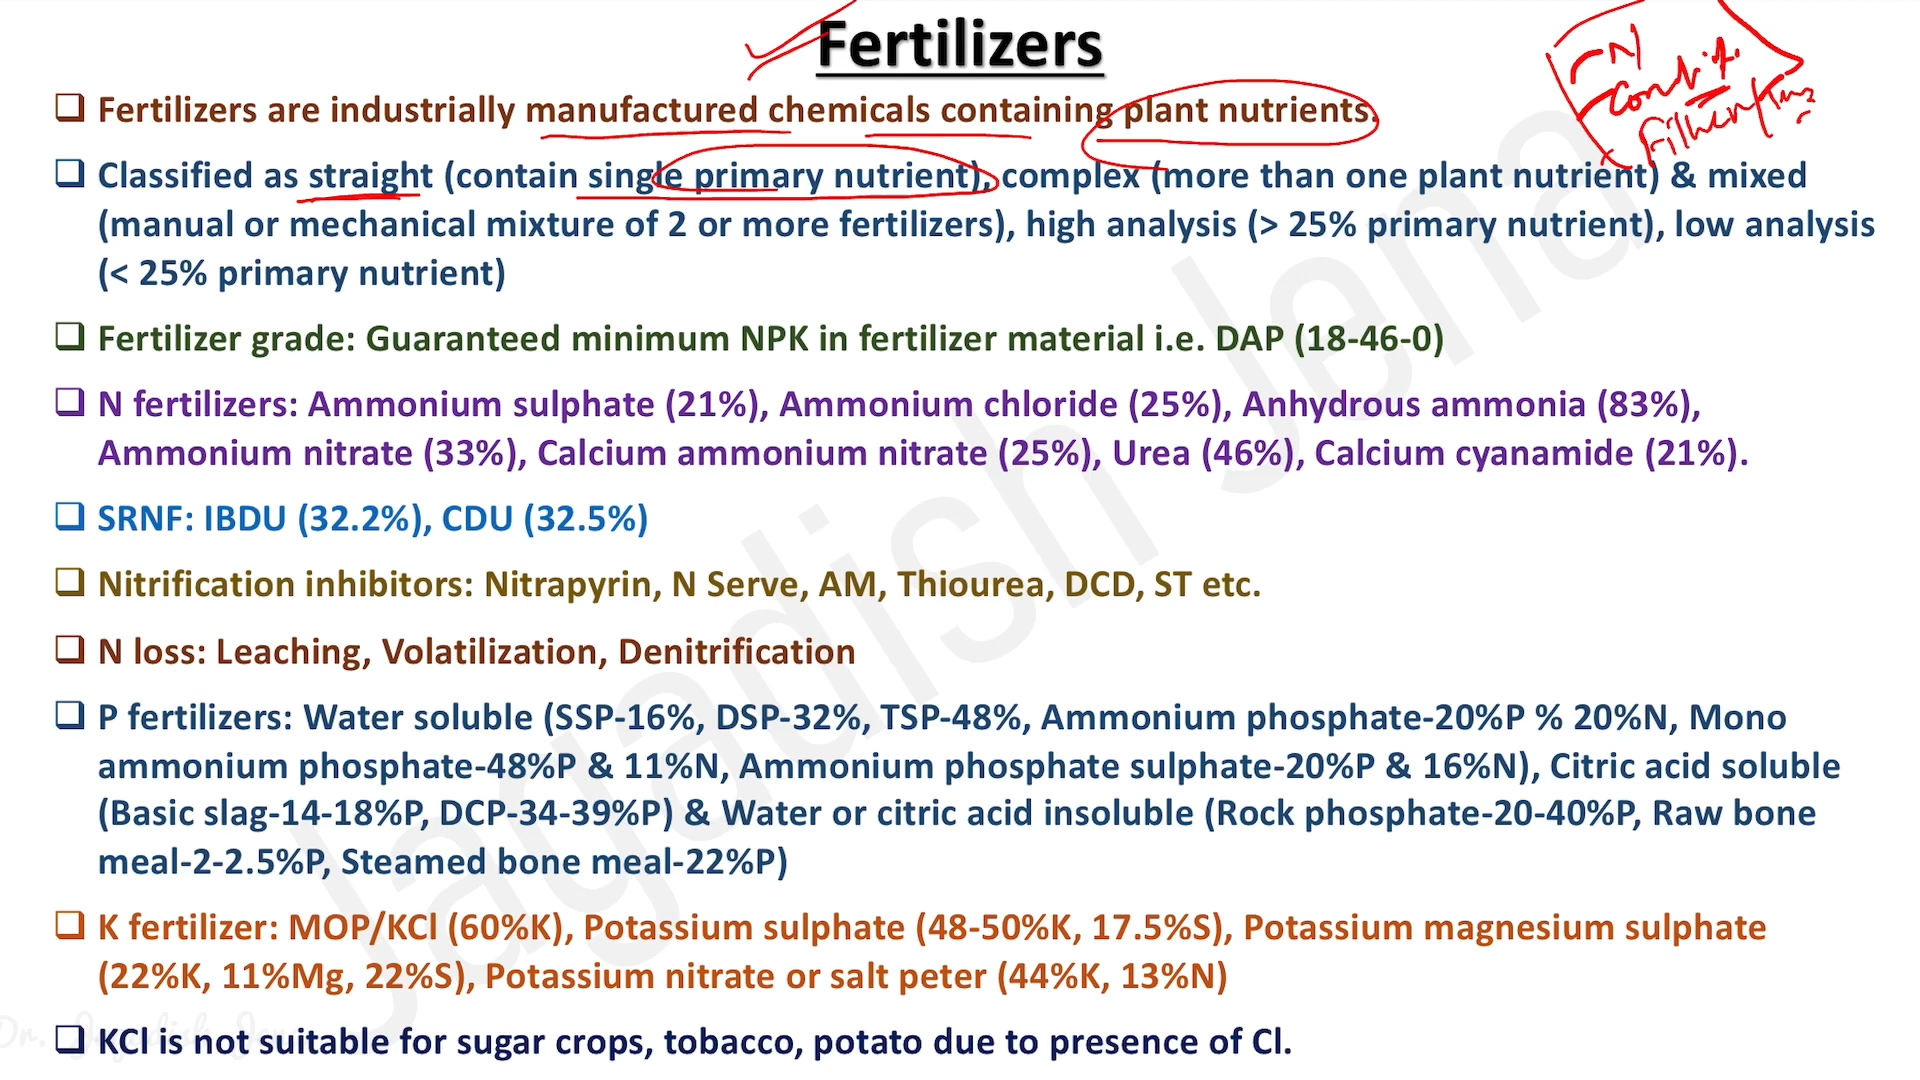 Fertilizers
❑ Fertilizers are industrially manufactured chemicals containing plant nutrients.
❑ Classified as straight (contain single primary nutrient), complex (more than one plant nutrient) & mixed
(manual or mechanical mixture of 2 or more fertilizers), high analysis (> 25% primary nutrient), low analysis
(< 25% primary nutrient)
❑ Fertilizer grade: Guaranteed minimum NPK in fertilizer material i.e. DAP (18-46-0)
❑ N fertilizers: Ammonium sulphate (21%), Ammonium chloride (25%), Anhydrous ammonia (83%),
Ammonium nitrate (33%), Calcium ammonium nitrate (25%), Urea (46%), Calcium cyanamide (21%).
❑ SRNF: IBDU (32.2%), CDU (32.5%)
❑ Nitrification inhibitors: Nitrapyrin, N Serve, AM, Thiourea, DCD, ST etc.
❑ N loss: Leaching, Volatilization, Denitrification
❑ P fertilizers: Water soluble (SSP-16%, DSP-32%, TSP-48%, Ammonium phosphate-20%P % 20%N, Mono
ammonium phosphate-48%P & 11%N, Ammonium phosphate sulphate-20%P & 16%N), Citric acid soluble
(Basic slag-14-18%P, DCP-34-39%P) & Water or citric acid insoluble (Rock phosphate-20-40%P, Raw bone
meal-2-2.5%P, Steamed bone meal-22%P)
❑ K fertilizer: MOP/KCl (60%K), Potassium sulphate (48-50%K, 17.5%S), Potassium magnesium sulphate
(22%K, 11%Mg, 22%S), Potassium nitrate or salt peter (44%K, 13%N)
❑ KCl is not suitable for sugar crops, tobacco, potato due to presence of Cl.
N
Jagadish Jena